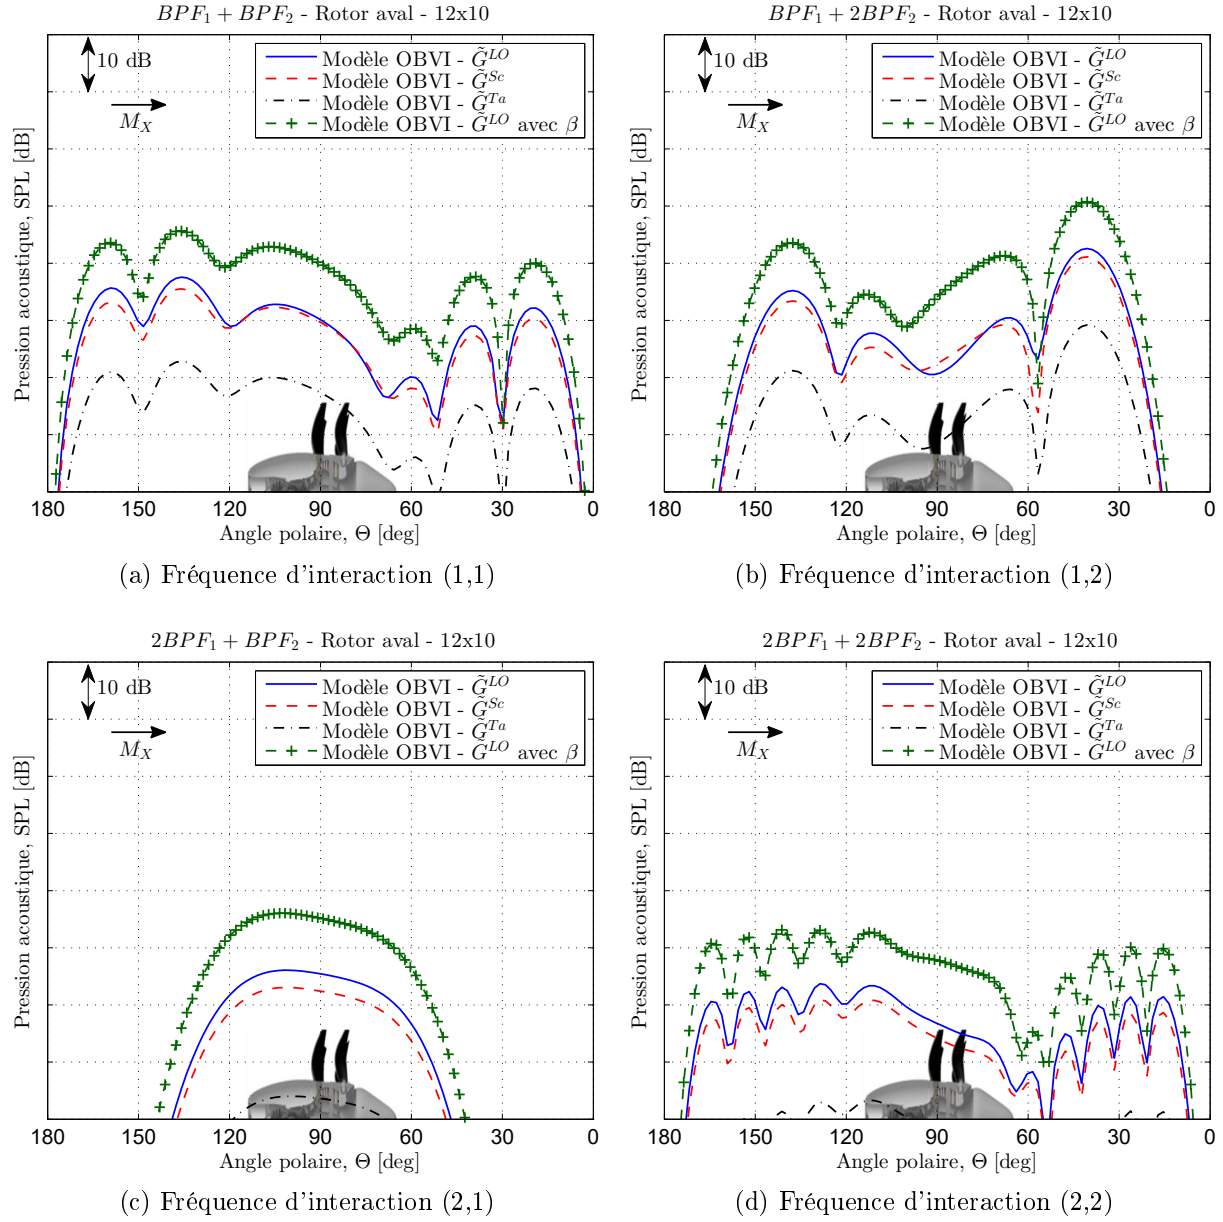 BPF₁ + BPF₂ - Rotor aval - 12x10
10 dB
M_X
Modèle OBVI - G̃^LO
Modèle OBVI - G̃^Sc
Modèle OBVI - G̃^Ta
Modèle OBVI - G̃^LO avec β
Pression acoustique, SPL [dB]
180 150 120 90 60 30 0
Angle polaire, Θ [deg]
(a) Fréquence d'interaction (1,1)
BPF₁ + 2BPF₂ - Rotor aval - 12x10
10 dB
M_X
Modèle OBVI - G̃^LO
Modèle OBVI - G̃^Sc
Modèle OBVI - G̃^Ta
Modèle OBVI - G̃^LO avec β
Pression acoustique, SPL [dB]
180 150 120 90 60 30 0
Angle polaire, Θ [deg]
(b) Fréquence d'interaction (1,2)
2BPF₁ + BPF₂ - Rotor aval - 12x10
10 dB
M_X
Modèle OBVI - G̃^LO
Modèle OBVI - G̃^Sc
Modèle OBVI - G̃^Ta
Modèle OBVI - G̃^LO avec β
Pression acoustique, SPL [dB]
180 150 120 90 60 30 0
Angle polaire, Θ [deg]
(c) Fréquence d'interaction (2,1)
2BPF₁ + 2BPF₂ - Rotor aval - 12x10
10 dB
M_X
Modèle OBVI - G̃^LO
Modèle OBVI - G̃^Sc
Modèle OBVI - G̃^Ta
Modèle OBVI - G̃^LO avec β
Pression acoustique, SPL [dB]
180 150 120 90 60 30 0
Angle polaire, Θ [deg]
(d) Fréquence d'interaction (2,2)